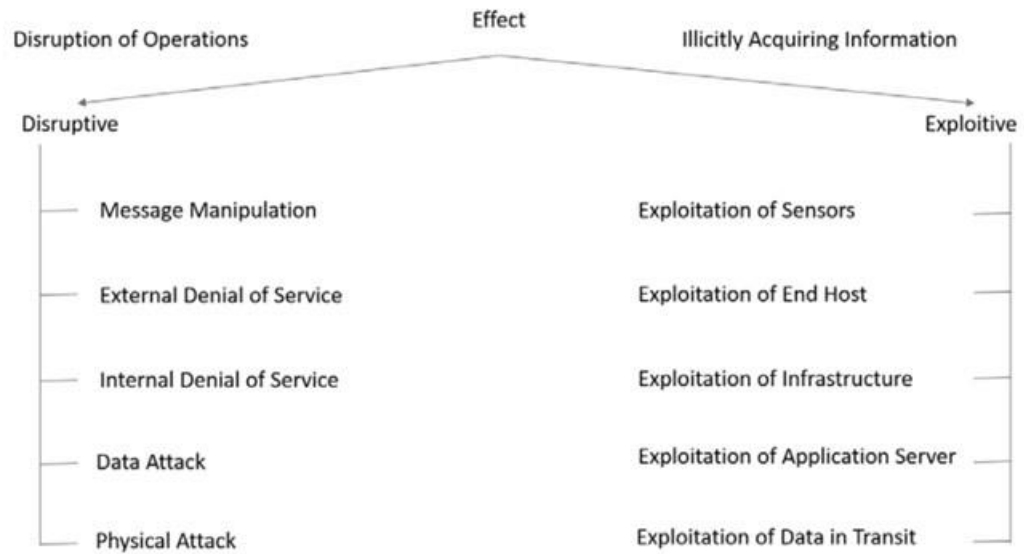 Effect
Disruption of Operations
Illicitly Acquiring Information
Disruptive
Exploitive
Message Manipulation
Exploitation of Sensors
External Denial of Service
Exploitation of End Host
Internal Denial of Service
Exploitation of Infrastructure
Data Attack
Exploitation of Application Server
Physical Attack
Exploitation of Data in Transit